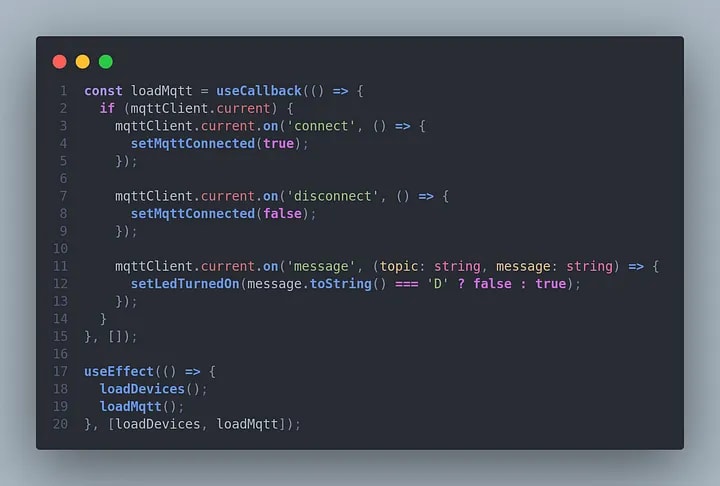 1 const loadMqtt = useCallback(() => {
2   if (mqttClient.current) {
3     mqttClient.current.on('connect', () => {
4       setMqttConnected(true);
5     });
6
7     mqttClient.current.on('disconnect', () => {
8       setMqttConnected(false);
9     });
10
11     mqttClient.current.on('message', (topic: string, message: string) => {
12       setLedTurnedOn(message.toString() === 'D' ? false : true);
13     });
14   }
15 }, []);
16
17 useEffect(() => {
18   loadDevices();
19   loadMqtt();
20 }, [loadDevices, loadMqtt]);